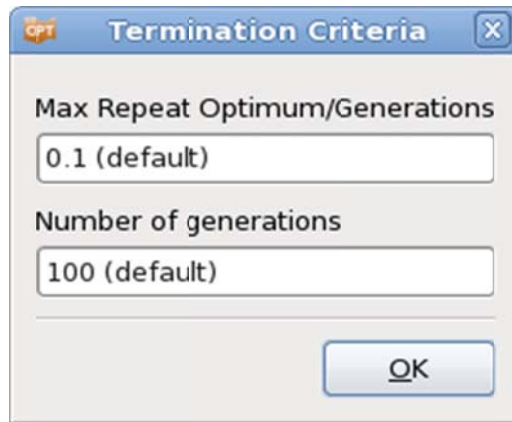 OPT
Termination Criteria
Max Repeat Optimum/Generations
0.1 (default)
Number of generations
100 (default)
OK